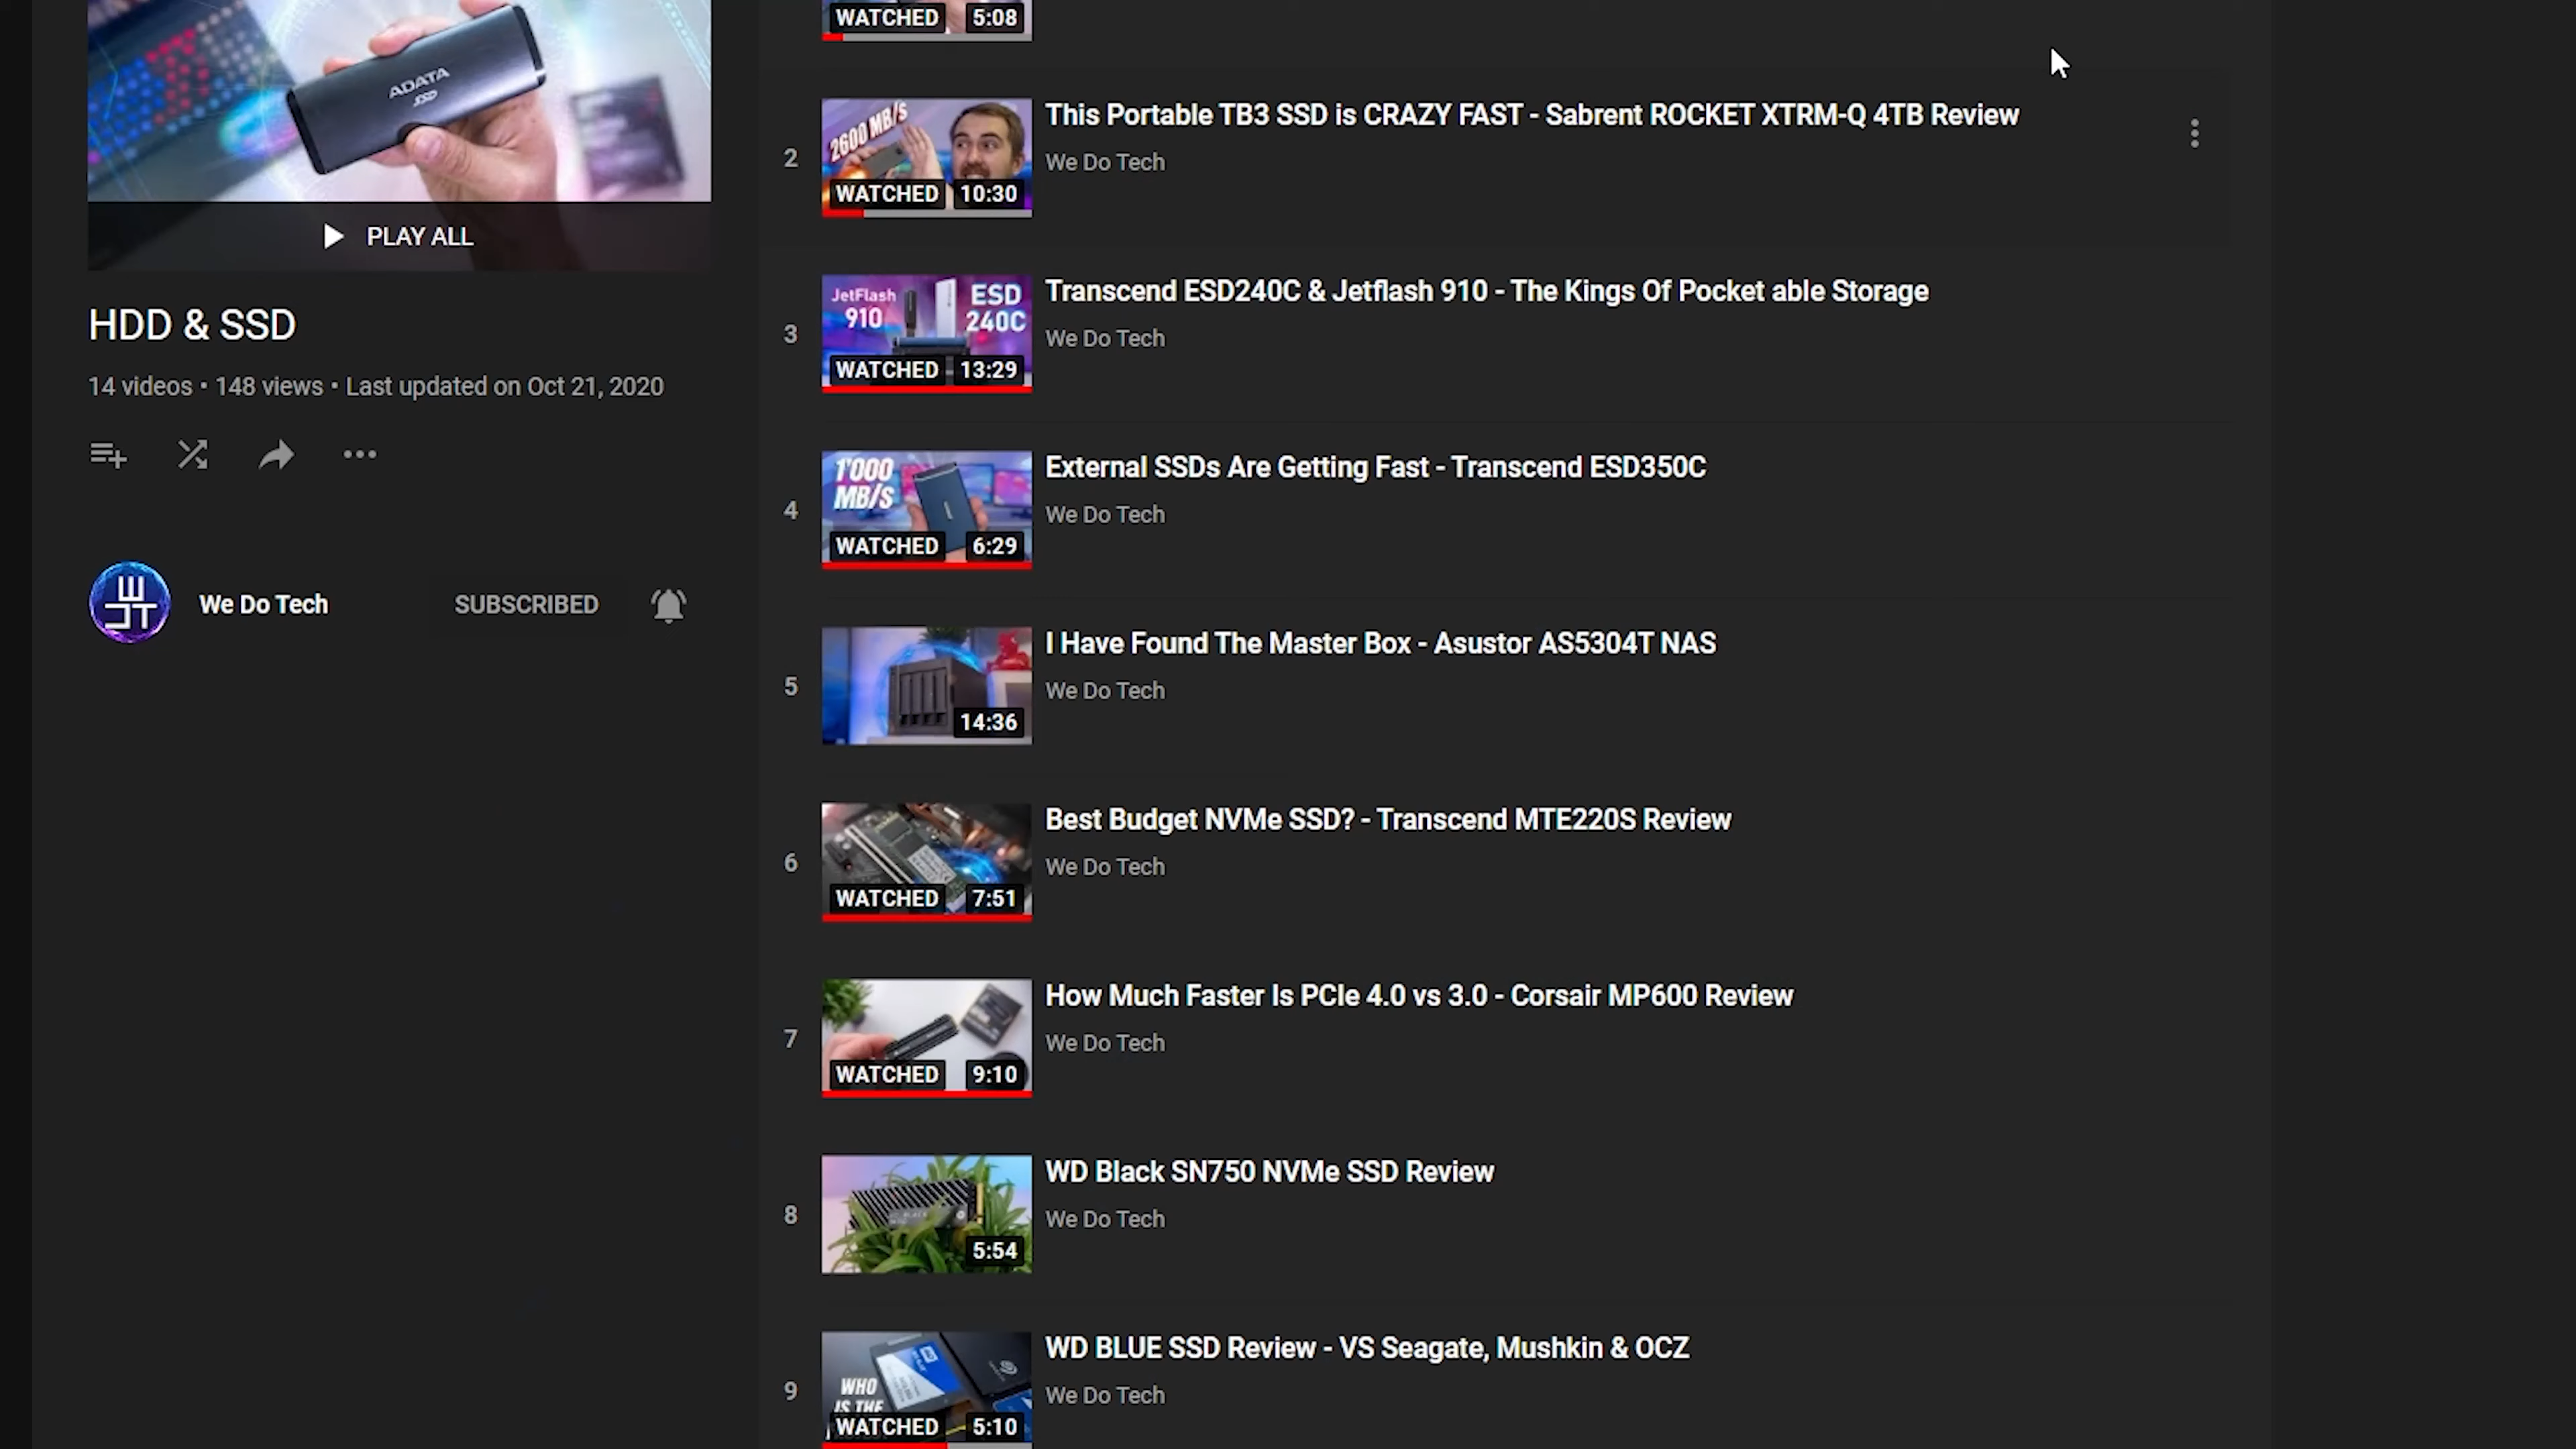 ADATA
SSD
PLAY ALL
HDD & SSD
14 videos • 148 views • Last updated on Oct 21, 2020
We Do Tech
SUBSCRIBED
WATCHED 5:08
2
2600 MB/S
WATCHED 10:30
This Portable TB3 SSD is CRAZY FAST - Sabrent ROCKET XTRM-Q 4TB Review
We Do Tech
3
JetFlash
910
ESD
240C
WATCHED 13:29
Transcend ESD240C & Jetflash 910 - The Kings Of Pocket able Storage
We Do Tech
4
1'000
MB/S
WATCHED 6:29
External SSDs Are Getting Fast - Transcend ESD350C
We Do Tech
5
14:36
I Have Found The Master Box - Asustor AS5304T NAS
We Do Tech
6
WATCHED 7:51
Best Budget NVMe SSD? - Transcend MTE220S Review
We Do Tech
7
WATCHED 9:10
How Much Faster Is PCIe 4.0 vs 3.0 - Corsair MP600 Review
We Do Tech
8
5:54
WD Black SN750 NVMe SSD Review
We Do Tech
9
WHO
IS THE
WATCHED 5:10
WD BLUE SSD Review - VS Seagate, Mushkin & OCZ
We Do Tech